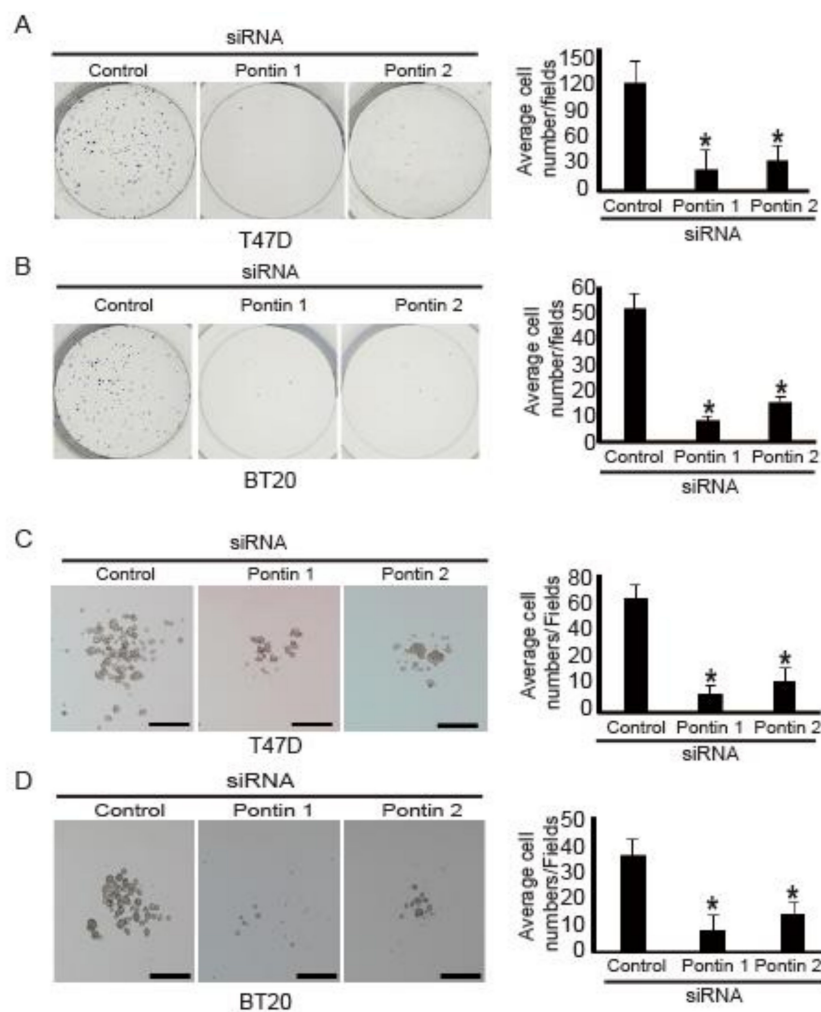 A
siRNA
Control Pontin 1 Pontin 2
T47D
Average cell
number/fields
150
120
90
60
30
0
* *
Control Pontin 1 Pontin 2
siRNA
B
siRNA
Control Pontin 1 Pontin 2
BT20
Average cell
number/fields
60
50
40
30
20
10
0
* *
Control Pontin 1 Pontin 2
siRNA
C
siRNA
Control Pontin 1 Pontin 2
T47D
Average cell
numbers/Fields
80
60
40
20
10
0
* *
Control Pontin 1 Pontin 2
siRNA
D
siRNA
Control Pontin 1 Pontin 2
BT20
Average cell
numbers/Fields
50
40
30
20
10
0
* *
Control Pontin 1 Pontin 2
siRNA